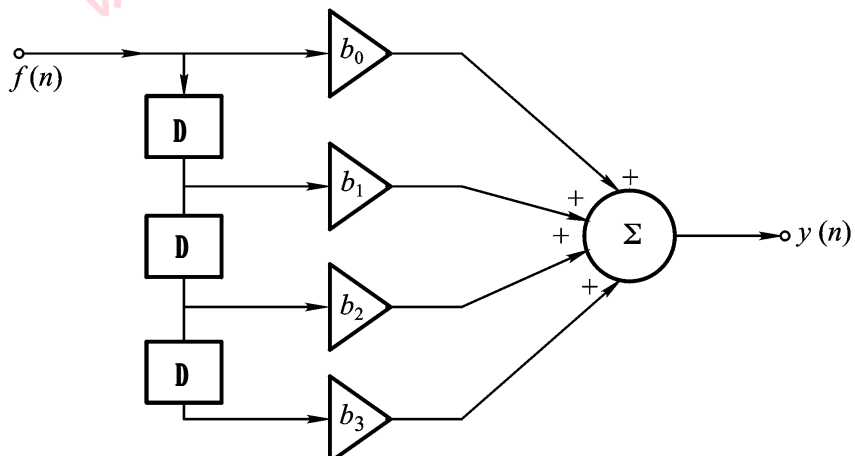 b₀
f(n)
D
+
b₁
+
D
+
Σ
y(n)
b₂
+
D
b₃